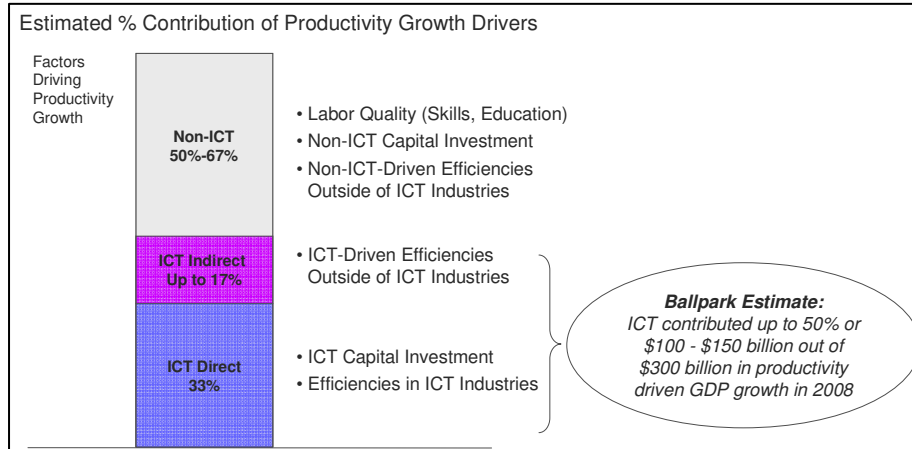 Estimated % Contribution of Productivity Growth Drivers
Factors
Driving
Productivity
Growth
Non-ICT
50%-67%
• Labor Quality (Skills, Education)
• Non-ICT Capital Investment
• Non-ICT-Driven Efficiencies
Outside of ICT Industries
ICT Indirect
Up to 17%
• ICT-Driven Efficiencies
Outside of ICT Industries
ICT Direct
33%
• ICT Capital Investment
• Efficiencies in ICT Industries
Ballpark Estimate:
ICT contributed up to 50% or
$100 - $150 billion out of
$300 billion in productivity
driven GDP growth in 2008